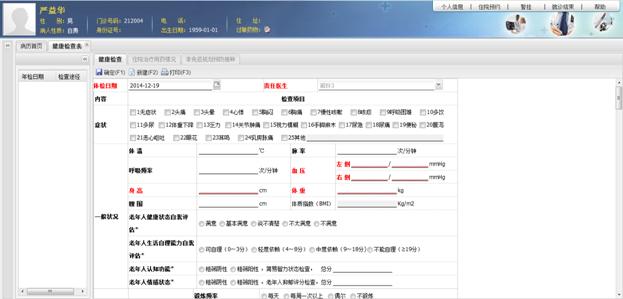 严益华
个人信息 住院预约 暂挂 就诊结束 帮助
性 别: 男 门诊号码: 212004 电 话: 住 址:
病人性质: 自费 身份证号: 出生日期: 1959-01-01 过敏药物:
病历首页 健康检查表
健康检查 住院治疗用药情况 非免疫规划预防接种
确定(F1) 新建(F2) 打印(F3)
年检日期 检查途径
体检日期 2014-12-19 责任医生
内容 检查项目
症状
1无症状 2头痛 3头晕 4心悸 5胸闷 6胸痛 7慢性咳嗽 8咳痰 9呼吸困难 10多饮
11多尿 12体重下降 13乏力 14关节肿痛 15视力模糊 16手脚麻木 17尿急 18尿痛 19便秘 20腹泻
21恶心呕吐 22眼花 23耳鸣 24乳房胀痛 25其他
一般状况
体 温 ℃ 脉 率 次/分钟
呼吸频率 次/分钟 血 压 左 侧 / mmHg
右 侧 / mmHg
身 高 cm 体 重 kg
腰 围 cm 体质指数(BMI) Kg/m2
老年人健康状态自我评估* 满意 基本满意 说不清楚 不太满意 不满意
老年人生活自理能力自我评估* 可自理(0~3分) 轻度依赖(4~8分) 中度依赖(9~18分) 不能自理(≥19分)
老年人认知功能* 粗筛阴性 粗筛阳性,简易智力状态检查, 总分
老年人情感状态* 粗筛阴性 粗筛阳性,老年人抑郁评分检查, 总分
锻炼频率 每天 每周一次以上 偶尔 不锻炼